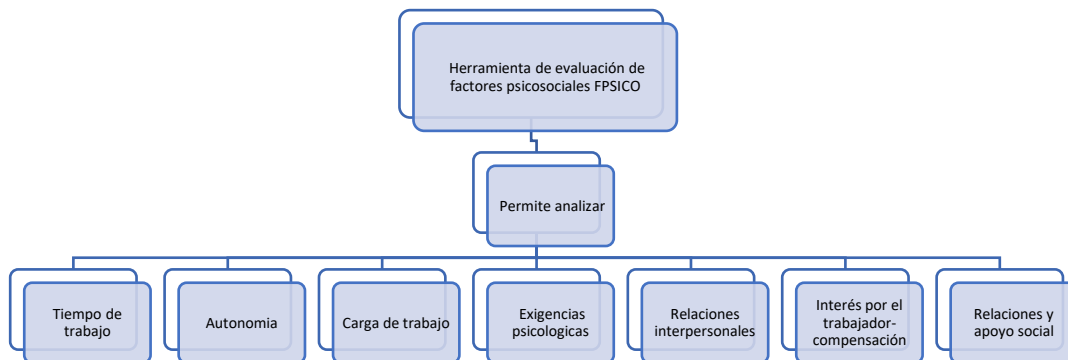 Herramienta de evaluación de
factores psicosociales FPSICO
Permite analizar
Tiempo de
trabajo
Autonomia
Carga de trabajo
Exigencias
psicologicas
Relaciones
interpersonales
Interés por el
trabajador-
compensación
Relaciones y
apoyo social